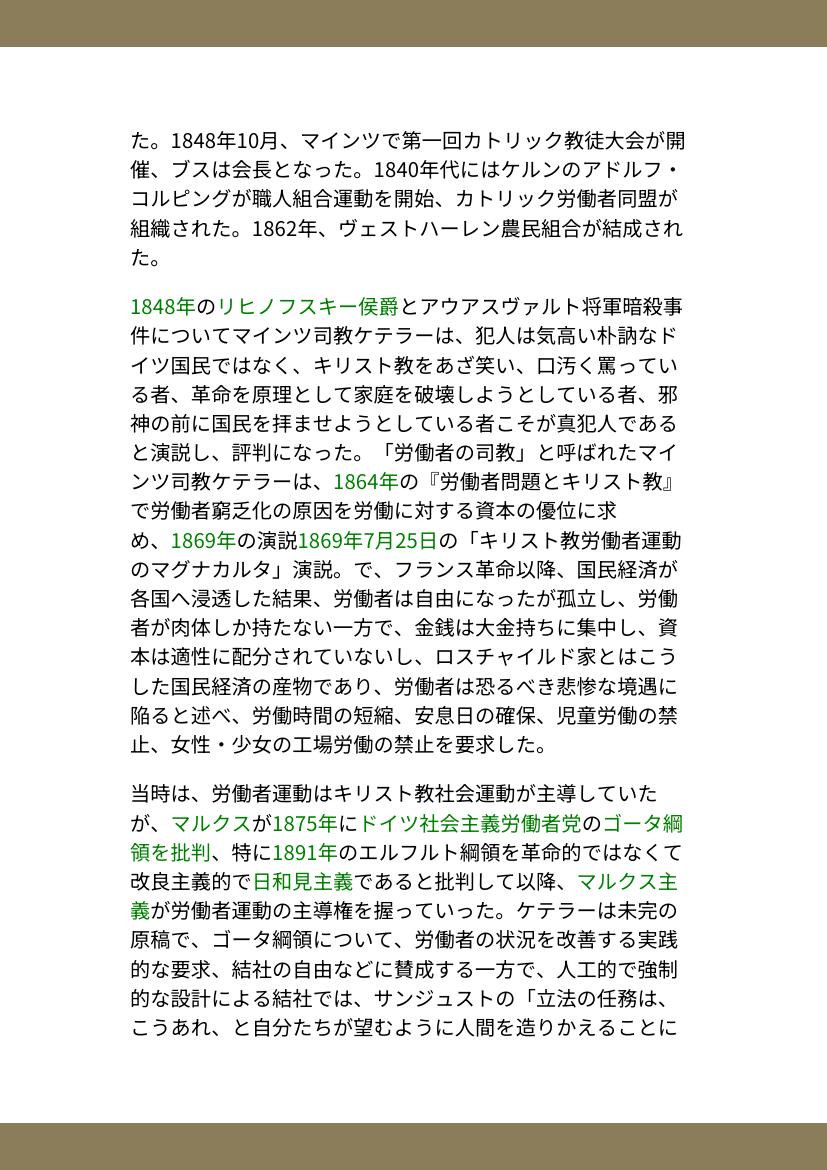 た。1848年10月、マインツで第一回カトリック教徒大会が開
催、ブスは会長となった。1840年代にはケルンのアドルフ・
コルピングが職人組合運動を開始、カトリック労働者同盟が
組織された。1862年、ヴェストハーレン農民組合が結成され
た。
1848年のリヒノフスキー侯爵とアウアスヴァルト将軍暗殺事
件についてマインツ司教ケテラーは、犯人は気高い朴訥なド
イツ国民ではなく、キリスト教をあざ笑い、口汚く罵ってい
る者、革命を原理として家庭を破壊しようとしている者、邪
神の前に国民を拝ませようとしている者こそが真犯人である
と演説し、評判になった。「労働者の司教」と呼ばれたマイ
ンツ司教ケテラーは、1864年の『労働者問題とキリスト教』
で労働者窮乏化の原因を労働に対する資本の優位に求
め、1869年の演説1869年7月25日の「キリスト教労働者運動
のマグナカルタ」演説。で、フランス革命以降、国民経済が
各国へ浸透した結果、労働者は自由になったが孤立し、労働
者が肉体しか持たない一方で、金銭は大金持ちに集中し、資
本は適性に配分されていないし、ロスチャイルド家とはこう
した国民経済の産物であり、労働者は恐るべき悲惨な境遇に
陥ると述べ、労働時間の短縮、安息日の確保、児童労働の禁
止、女性・少女の工場労働の禁止を要求した。
当時は、労働者運動はキリスト教社会運動が主導していた
が、マルクスが1875年にドイツ社会主義労働者党のゴータ綱
領を批判、特に1891年のエルフルト綱領を革命的ではなくて
改良主義的で日和見主義であると批判して以降、マルクス主
義が労働者運動の主導権を握っていった。ケテラーは未完の
原稿で、ゴータ綱領について、労働者の状況を改善する実践
的な要求、結社の自由などに賛成する一方で、人工的で強制
的な設計による結社では、サンジュストの「立法の任務は、
こうあれ、と自分たちが望むように人間を造りかえることに